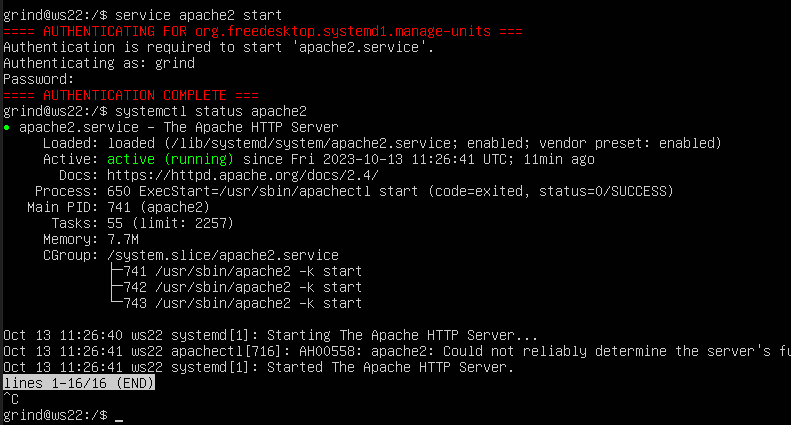 grind@ws22:/$ service apache2 start
==== AUTHENTICATING FOR org.freedesktop.systemd1.manage-units ===
Authentication is required to start 'apache2.service'.
Authenticating as: grind
Password:
==== AUTHENTICATION COMPLETE ===
grind@ws22:/$ systemctl status apache2
● apache2.service - The Apache HTTP Server
     Loaded: loaded (/lib/systemd/system/apache2.service; enabled; vendor preset: enabled)
     Active: active (running) since Fri 2023-10-13 11:26:41 UTC; 11min ago
       Docs: https://httpd.apache.org/docs/2.4/
    Process: 650 ExecStart=/usr/sbin/apachectl start (code=exited, status=0/SUCCESS)
   Main PID: 741 (apache2)
      Tasks: 55 (limit: 2257)
     Memory: 7.7M
     CGroup: /system.slice/apache2.service
             ├─741 /usr/sbin/apache2 -k start
             ├─742 /usr/sbin/apache2 -k start
             └─743 /usr/sbin/apache2 -k start
Oct 13 11:26:40 ws22 systemd[1]: Starting The Apache HTTP Server...
Oct 13 11:26:41 ws22 apachectl[716]: AH00558: apache2: Could not reliably determine the server's fu
Oct 13 11:26:41 ws22 systemd[1]: Started The Apache HTTP Server.
lines 1-16/16 (END)
^C
grind@ws22:/$ _